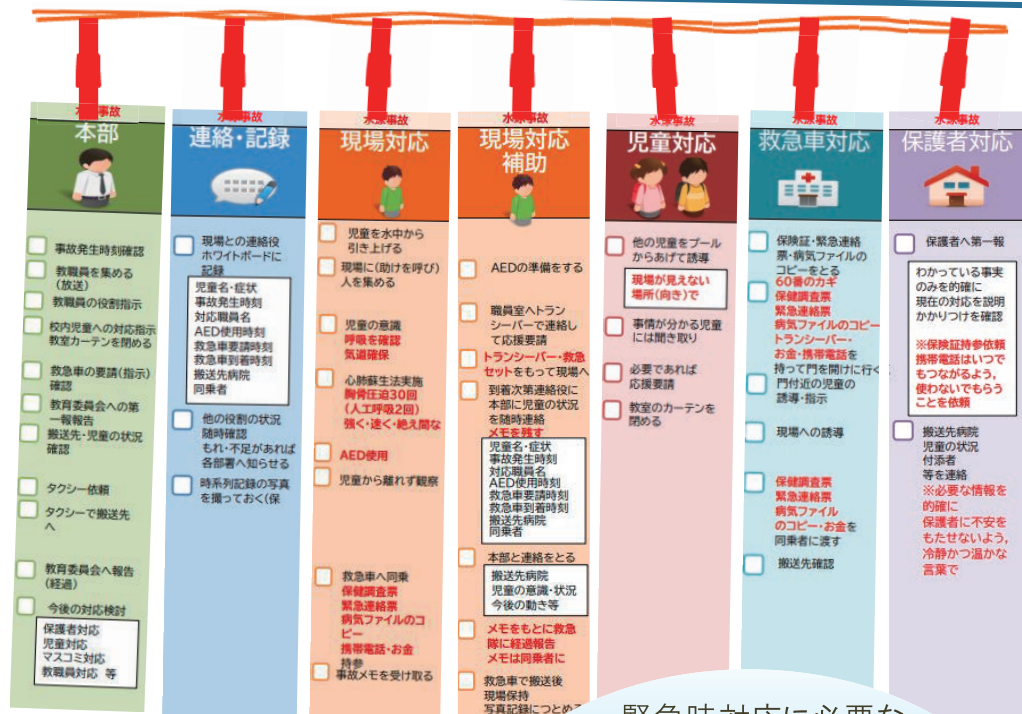 水泳事故
本部
事故発生時刻確認
教職員を集める
(放送)
教職員の役割指示
校内児童への対応指示
教室カーテンを閉める
救急車の要請(指示)
確認
教育委員会への第
一報報告
搬送先・児童の状況
確認
タクシー依頼
タクシーで搬送先
へ
教育委員会へ報告
(経過)
今後の対応検討
保護者対応
児童対応
マスコミ対応
教職員対応 等
水泳事故
連絡・記録
現場との連絡役
ホワイトボードに
記録
児童名・症状
事故発生時刻
対応職員名
AED使用時刻
救急車要請時刻
救急車到着時刻
搬送先病院
同乗者
他の役割の状況
随時確認
もれ・不足があれば
各部署へ知らせる
時系列記録の写真
を撮っておく(保
水泳事故
現場対応
児童を水中から
引き上げる
現場に(助けを呼び)
人を集める
児童の意識
呼吸を確認
気道確保
心肺蘇生法実施
胸骨圧迫30回
(人工呼吸2回)
強く・速く・絶え間な
AED使用
児童から離れず観察
救急車へ同乗
保健調査票
緊急連絡票
病気ファイルのコ
ピー
携帯電話・お金
持参
事故メモを受け取る
水泳事故
現場対応
補助
AEDの準備をする
職員室へトラン
シーバーで連絡し
て応援要請
トランシーバー・救急
セットをもって現場へ
到着次第連絡役に
本部に児童の状況
を随時連絡
メモを残す
児童名・症状
事故発生時刻
対応職員名
AED使用時刻
救急車要請時刻
救急車到着時刻
搬送先病院
同乗者
本部と連絡をとる
搬送先病院
児童の意識・状況
今後の動き等
メモをもとに救急
隊に経過報告
メモは同乗者に
救急車で搬送後
現場保持
写真記録につとめる
水泳事故
児童対応
他の児童をプール
からあげて誘導
現場が見えない
場所(向き)で
事情が分かる児童
には聞き取り
必要であれば
応援要請
教室のカーテンを
閉める
水泳事故
救急車対応
保険証・緊急連絡
票・病気ファイルの
コピーをとる
60番のカギ
保健調査票
緊急連絡票
病気ファイルのコピー
トランシーバー・
お金・携帯電話を
持って門を開けに行く
門付近の児童の
誘導・指示
現場への誘導
保健調査票
緊急連絡票
病気ファイル
のコピー・お金を
同乗者に渡す
搬送先確認
水泳事故
保護者対応
保護者へ第一報
わかっている事実
のみを的確に
現在の対応を説明
かかりつけを確認
※保険証持参依頼
携帯電話はいつで
もつながるよう,
使わないでもらう
ことを依頼
搬送先病院
児童の状況
付添者
等を連絡
※必要な情報を
的確に
保護者に不安を
もたせないよう,
冷静かつ温かな
言葉で
緊急時対応に必要な